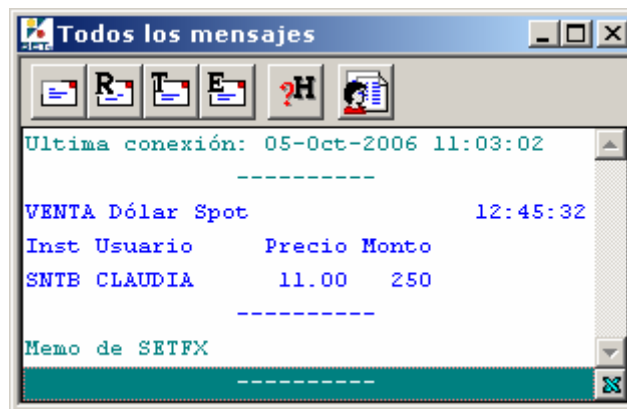 Todos los mensajes
R T E ?H
Ultima conexión: 05-Oct-2006 11:03:02
----------
VENTA Dólar Spot 12:45:32
Inst Usuario Precio Monto
SNTB CLAUDIA 11.00 250
----------
Memo de SETFX
----------